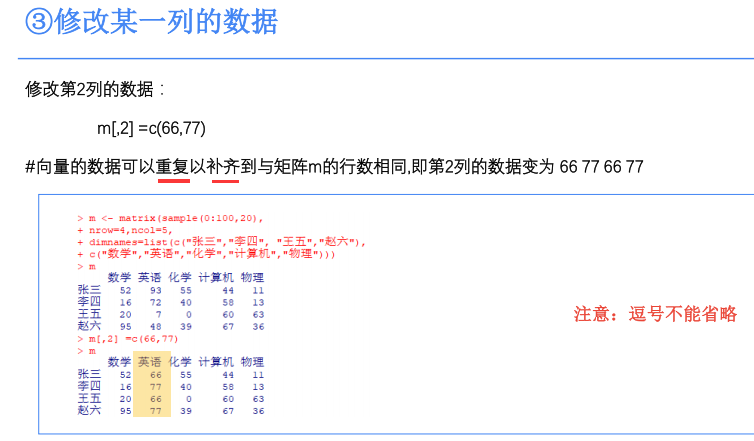 ③修改某一列的数据
修改第2列的数据：
m[,2] =c(66,77)
#向量的数据可以重复以补齐到与矩阵m的行数相同,即第2列的数据变为 66 77 66 77
> m <- matrix(sample(0:100,20),
+ nrow=4,ncol=5,
+ dimnames=list(c("张三","李四", "王五","赵六"),
+ c("数学","英语","化学","计算机","物理")))
> m
数学 英语 化学 计算机 物理
张三 52 93 55 44 11
李四 16 72 40 58 13
王五 20 7 0 60 63
赵六 95 48 39 67 36
> m[,2] =c(66,77)
> m
数学 英语 化学 计算机 物理
张三 52 66 55 44 11
李四 16 77 40 58 13
王五 20 66 0 60 63
赵六 95 77 39 67 36
注意：逗号不能省略